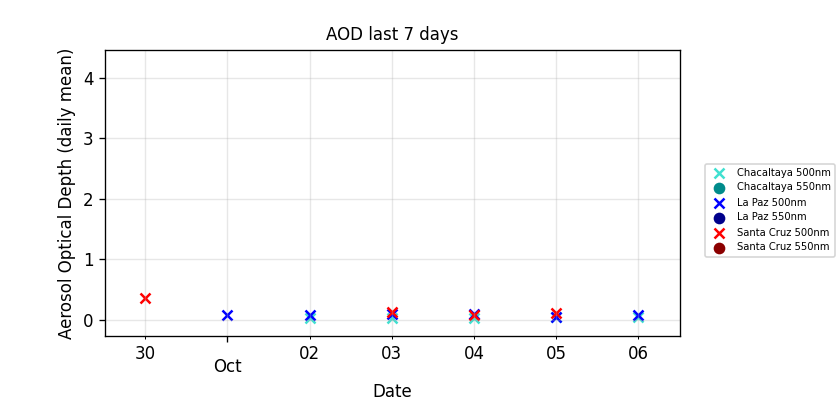 AOD last 7 days
Aerosol Optical Depth (daily mean)
4
3
2
1
0
30
Oct
02
03
04
05
06
Date
Chacaltaya 500nm
Chacaltaya 550nm
La Paz 500nm
La Paz 550nm
Santa Cruz 500nm
Santa Cruz 550nm